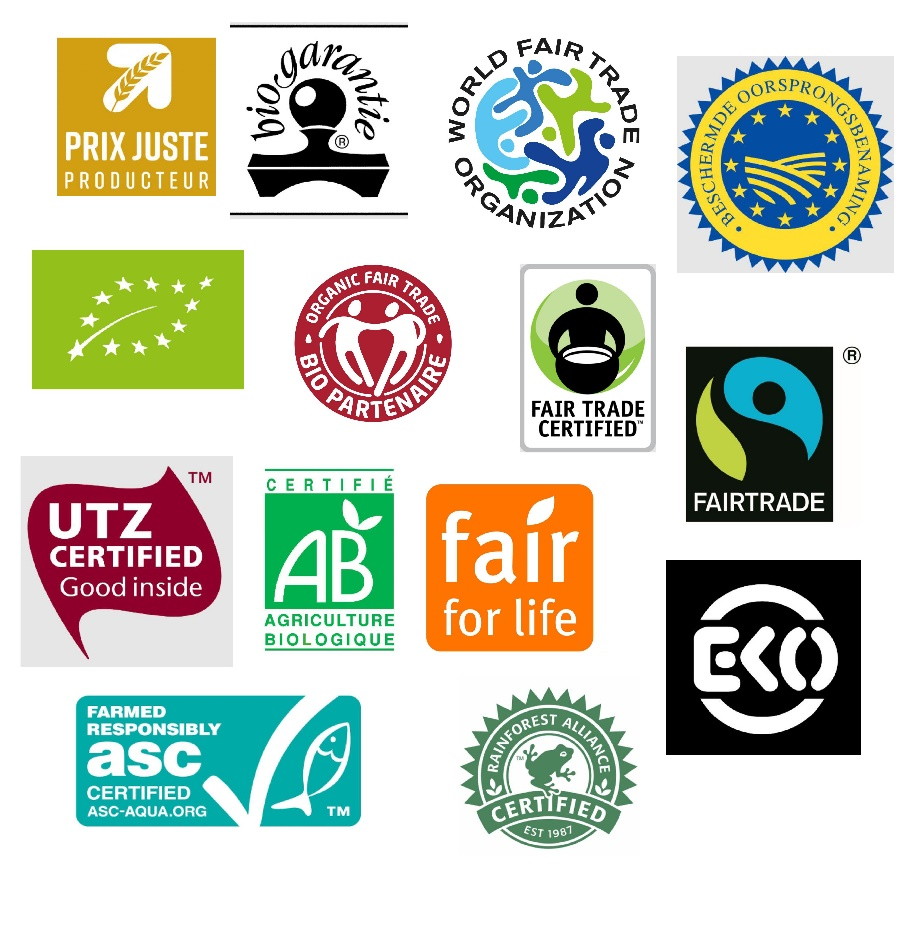 PRIX JUSTE
PRODUCTEUR
biogarantie
®
WORLD FAIR TRADE
ORGANIZATION
BESCHERMDE OORSPRONGSBENAMING
ORGANIC FAIR TRADE
BIO PARTENAIRE
FAIR TRADE
CERTIFIED™
®
FAIRTRADE
TM
UTZ
CERTIFIED
Good inside
CERTIFIÉ
AB
AGRICULTURE
BIOLOGIQUE
fair
for life
EKO
FARMED
RESPONSIBLY
asc
CERTIFIED
ASC-AQUA.ORG
TM
RAINFOREST ALLIANCE
TM
CERTIFIED
EST 1987